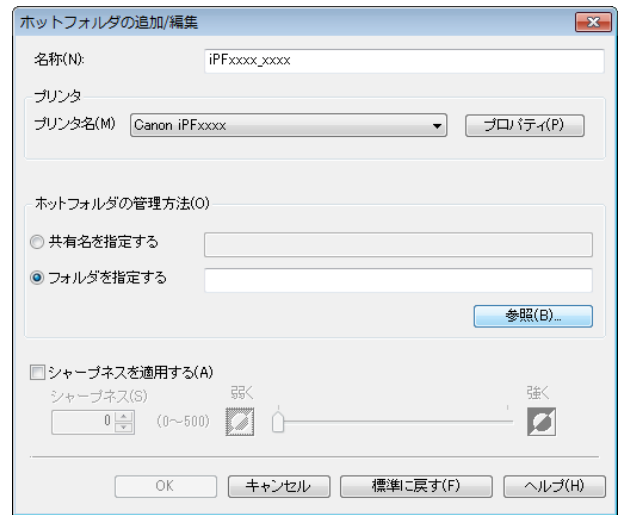 ホットフォルダの追加/編集
名称(N):
iPFxxxx_xxxx
プリンタ
プリンタ名(M)
Canon iPFxxxx
プロパティ(P)
ホットフォルダの管理方法(O)
共有名を指定する
フォルダを指定する
参照(B)...
シャープネスを適用する(A)
シャープネス(S)
弱く
強く
0
(0～500)
OK
キャンセル
標準に戻す(F)
ヘルプ(H)